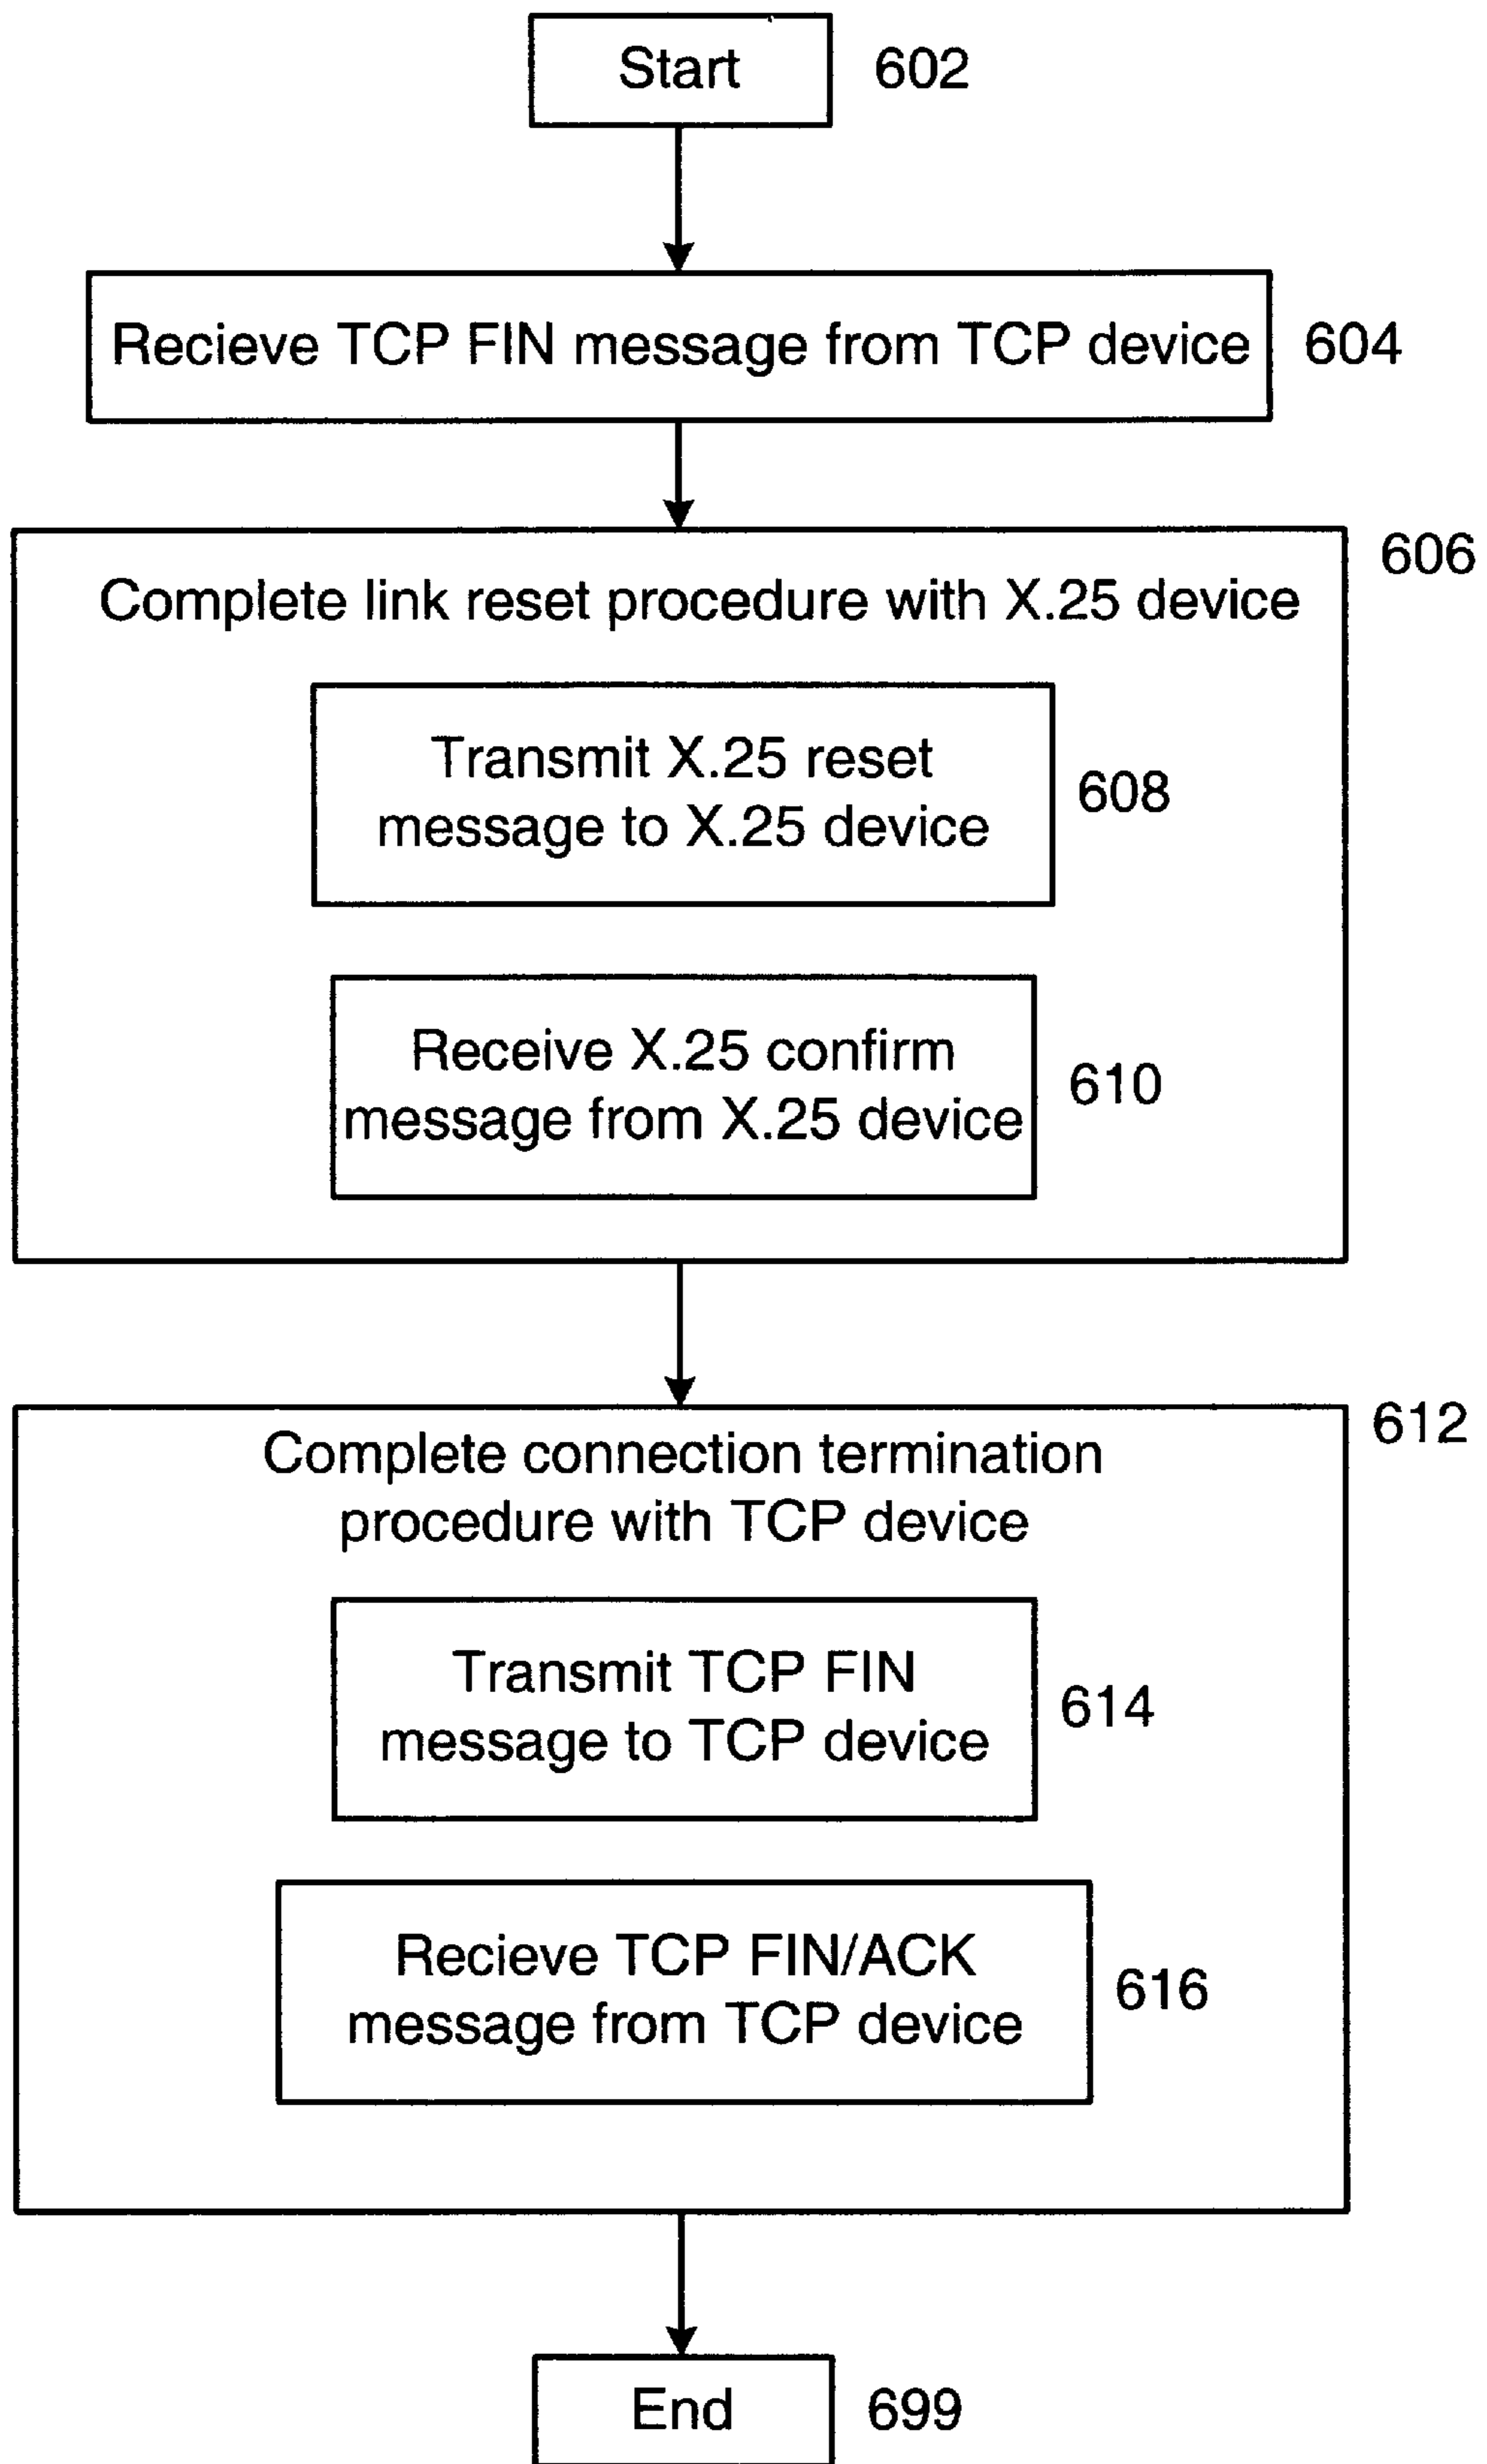 Start 602
Recieve TCP FIN message from TCP device 604
606
Complete link reset procedure with X.25 device
Transmit X.25 reset
message to X.25 device
608
Receive X.25 confirm
message from X.25 device
610
612
Complete connection termination
procedure with TCP device
Transmit TCP FIN
message to TCP device
614
Recieve TCP FIN/ACK
message from TCP device
616
End 699